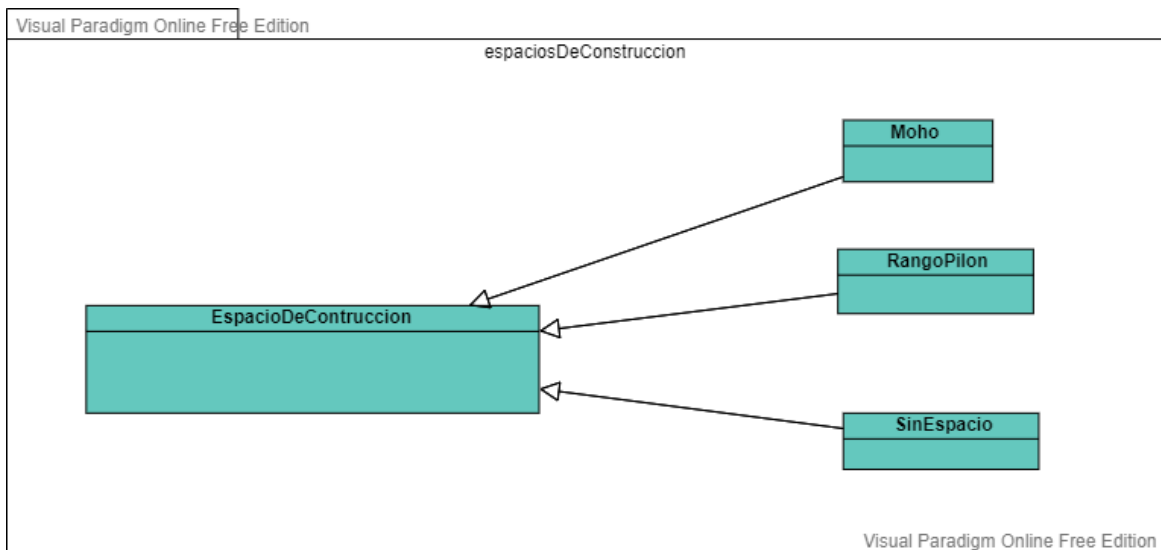 Visual Paradigm Online Free Edition
espaciosDeConstruccion
Moho
RangoPilon
EspacioDeContruccion
SinEspacio
Visual Paradigm Online Free Edition